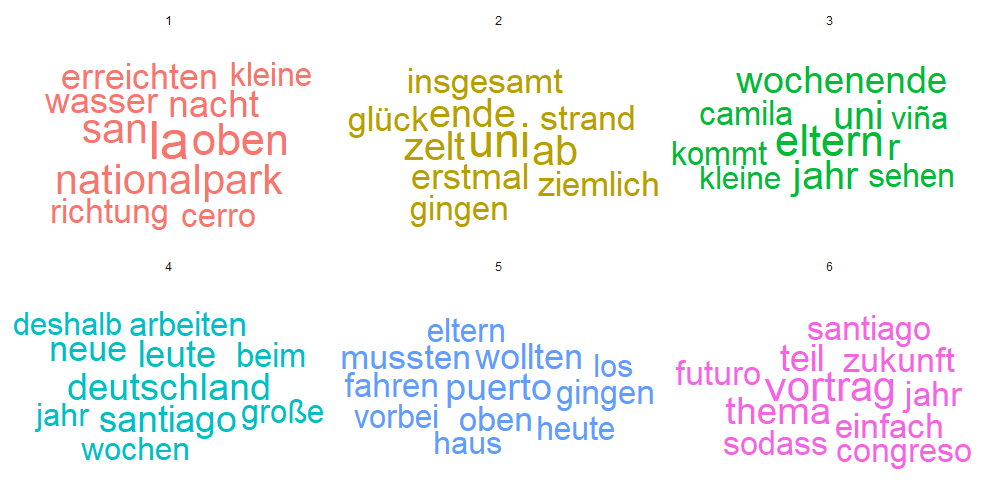 1
erreichten kleine
wasser nacht
san la oben
nationalpark
richtung cerro
2
insgesamt
glück ende . strand
zelt uni ab
erstmal ziemlich
gingen
3
wochenende
camila uni viña
kommt eltern r
kleine jahr sehen
4
deshalb arbeiten
neue leute beim
deutschland
jahr santiago große
wochen
5
eltern
mussten wollten los
fahren puerto gingen
vorbei oben heute
haus
6
santiago
futuro teil zukunft
vortrag jahr
thema einfach
sodass congreso